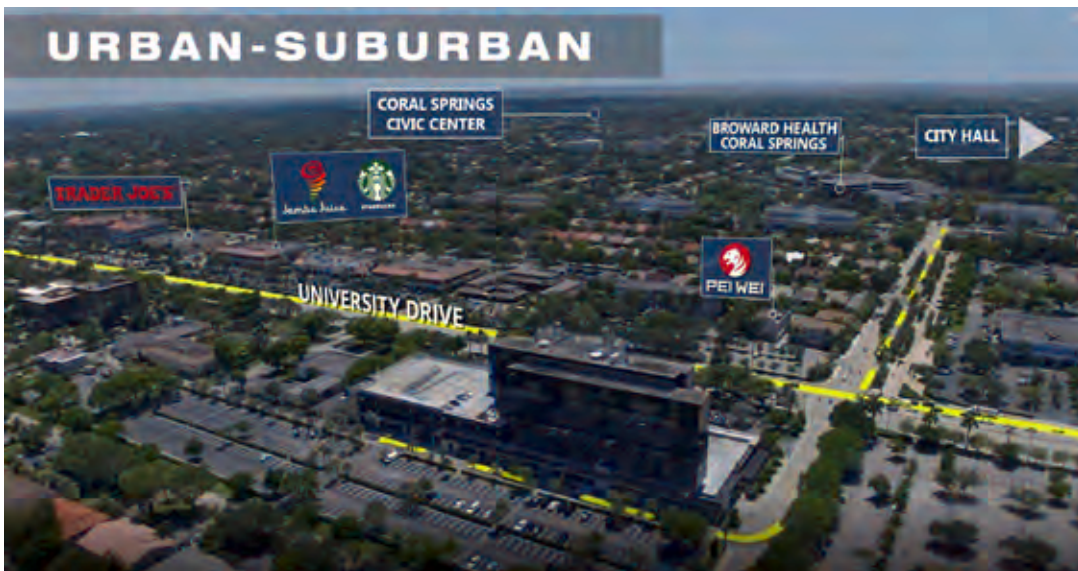 URBAN-SUBURBAN
CORAL SPRINGS
CIVIC CENTER
BROWARD HEALTH
CORAL SPRINGS
CITY HALL
TRADER JOE'S
Jamba Juice
STARBUCKS
PEI WEI
UNIVERSITY DRIVE